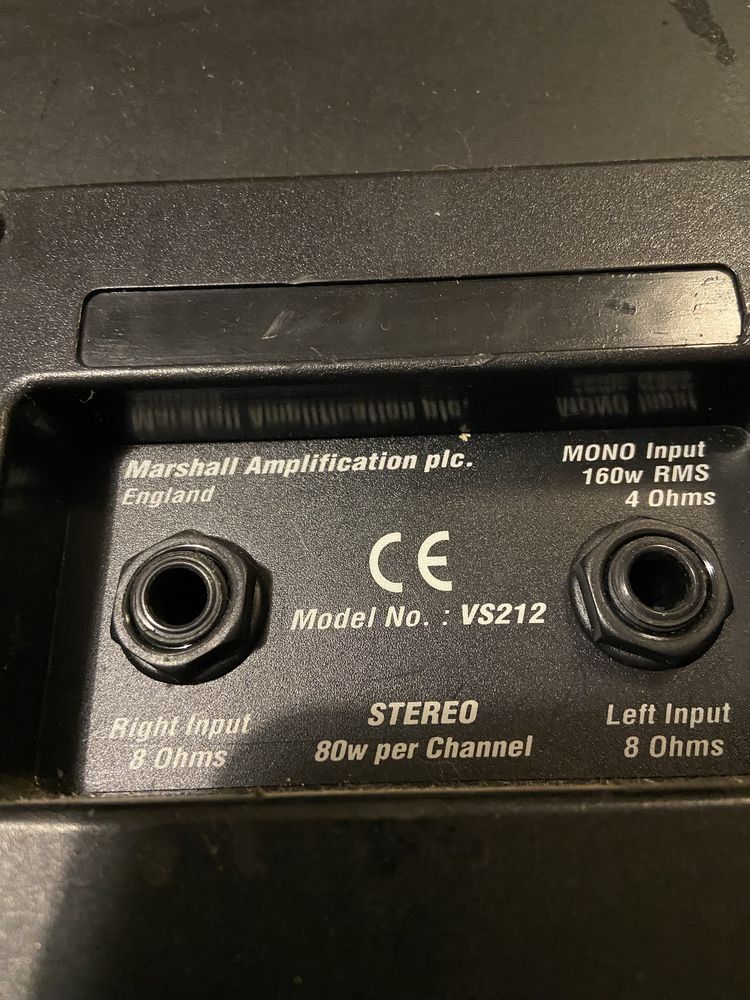 Marshall Amplification plc.
England
MONO Input
160w RMS
4 Ohms
CE
Model No. : VS212
Right Input
8 Ohms
STEREO
80w per Channel
Left Input
8 Ohms